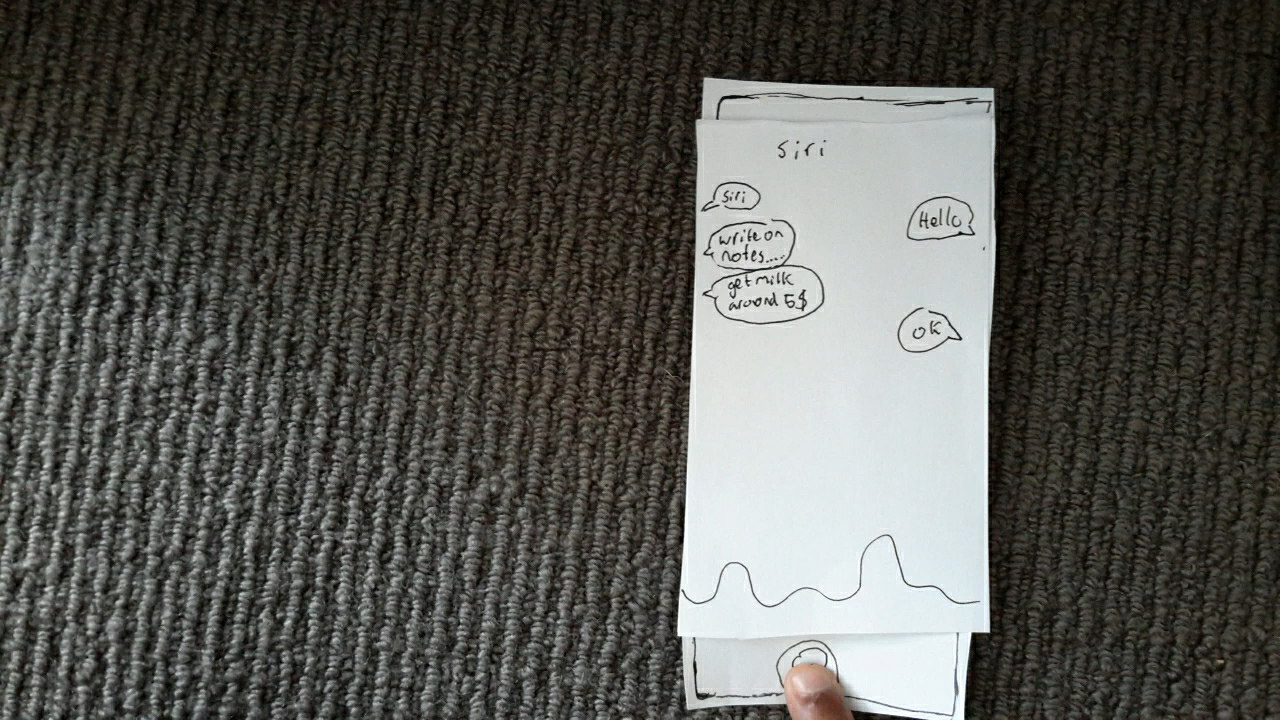 Siri
Siri
Hello
write on
notes....
get milk
around 5$
OK